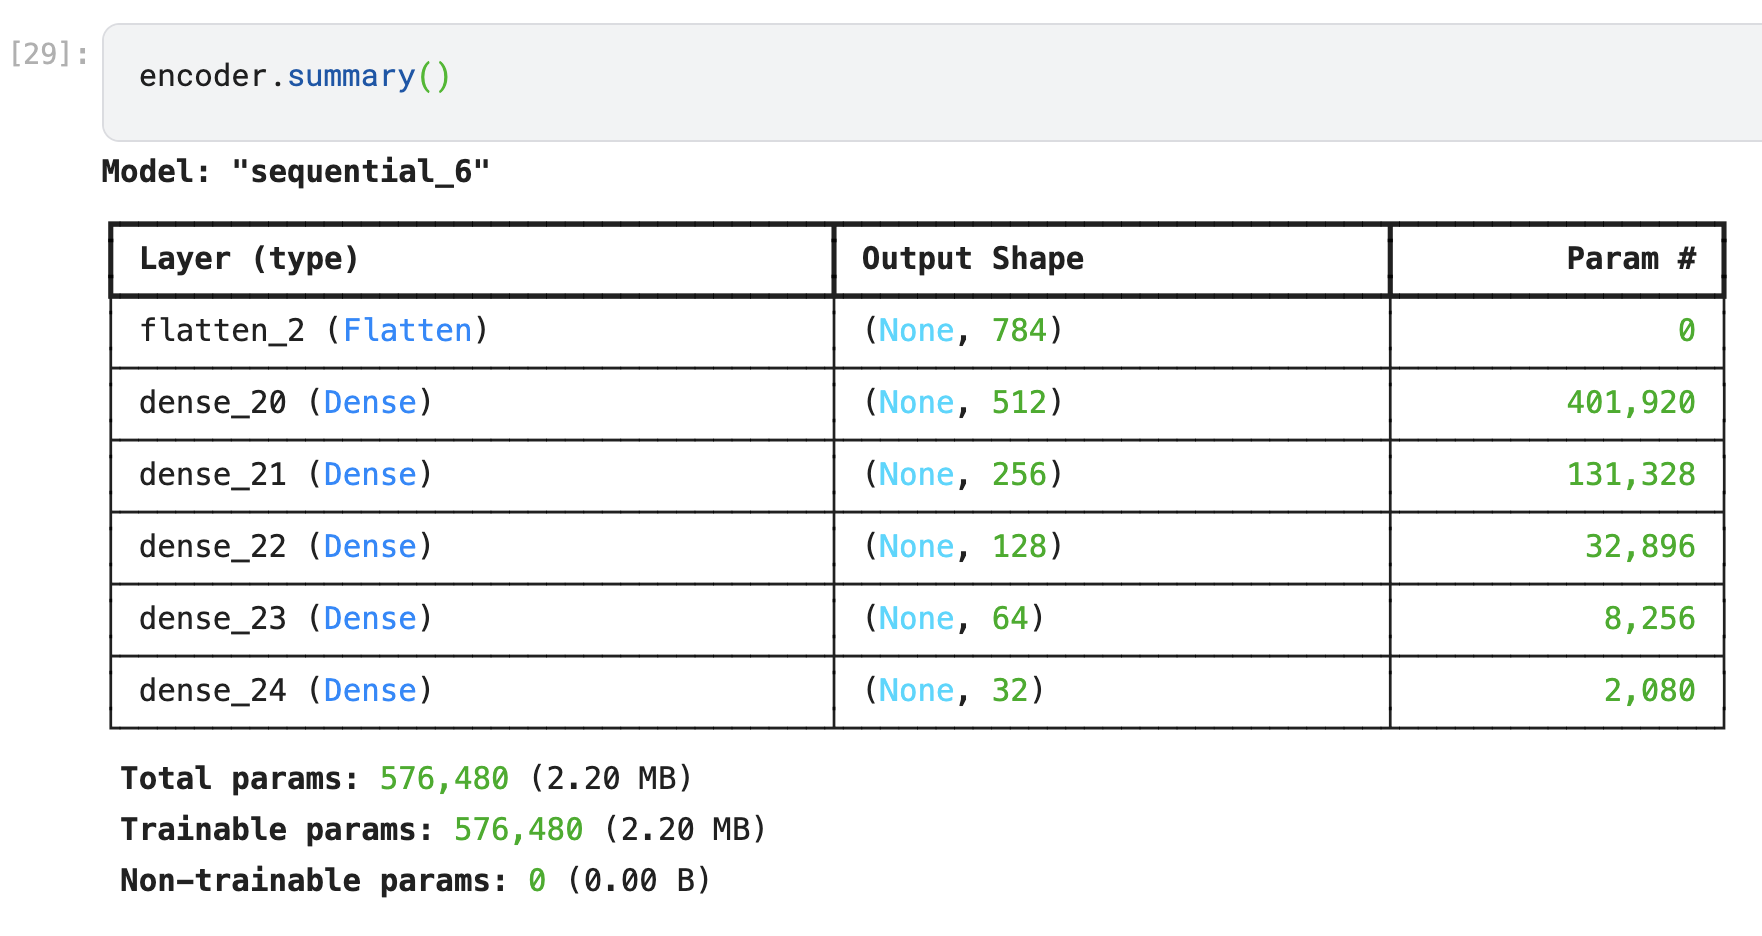 [29]:
encoder.summary()
Model: "sequential_6"
Layer (type) Output Shape Param #
flatten_2 (Flatten) (None, 784) 0
dense_20 (Dense) (None, 512) 401,920
dense_21 (Dense) (None, 256) 131,328
dense_22 (Dense) (None, 128) 32,896
dense_23 (Dense) (None, 64) 8,256
dense_24 (Dense) (None, 32) 2,080
Total params: 576,480 (2.20 MB)
Trainable params: 576,480 (2.20 MB)
Non-trainable params: 0 (0.00 B)